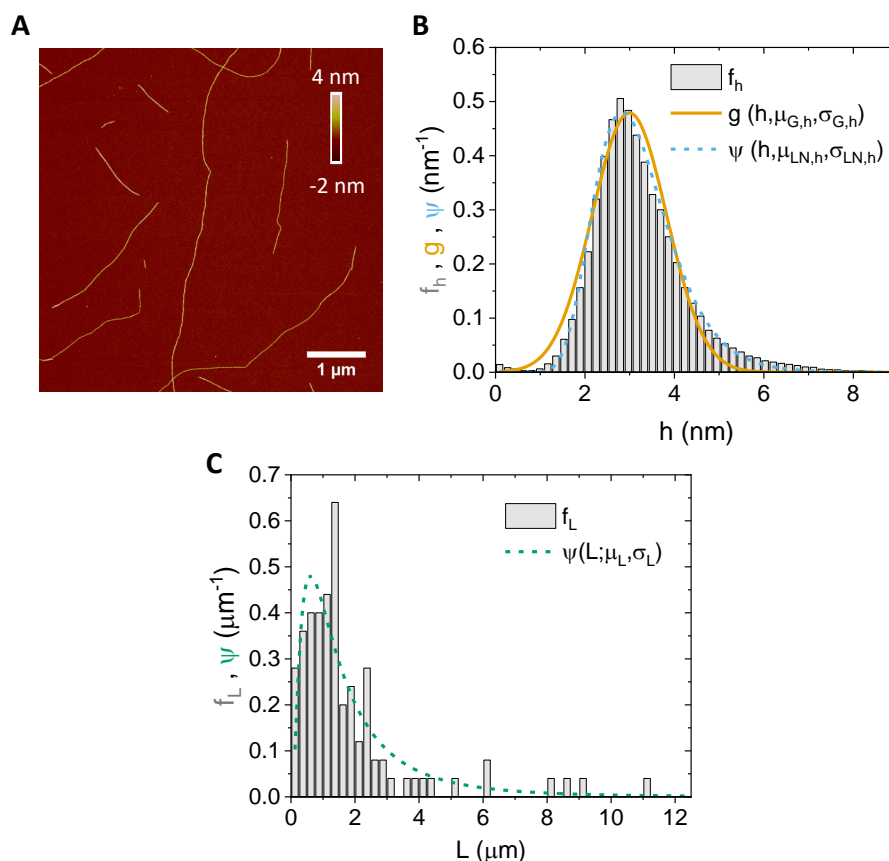 A
4 nm
-2 nm
1 µm
B
f_h , g , ψ (nm⁻¹)
0.6
0.5
0.4
0.3
0.2
0.1
0.0
f_h
g (h,μ_G,h,σ_G,h)
ψ (h,μ_LN,h,σ_LN,h)
0 2 4 6 8
h (nm)
C
f_L , ψ (μm⁻¹)
0.7
0.6
0.5
0.4
0.3
0.2
0.1
0.0
f_L
ψ(L;μ_L,σ_L)
0 2 4 6 8 10 12
L (μm)